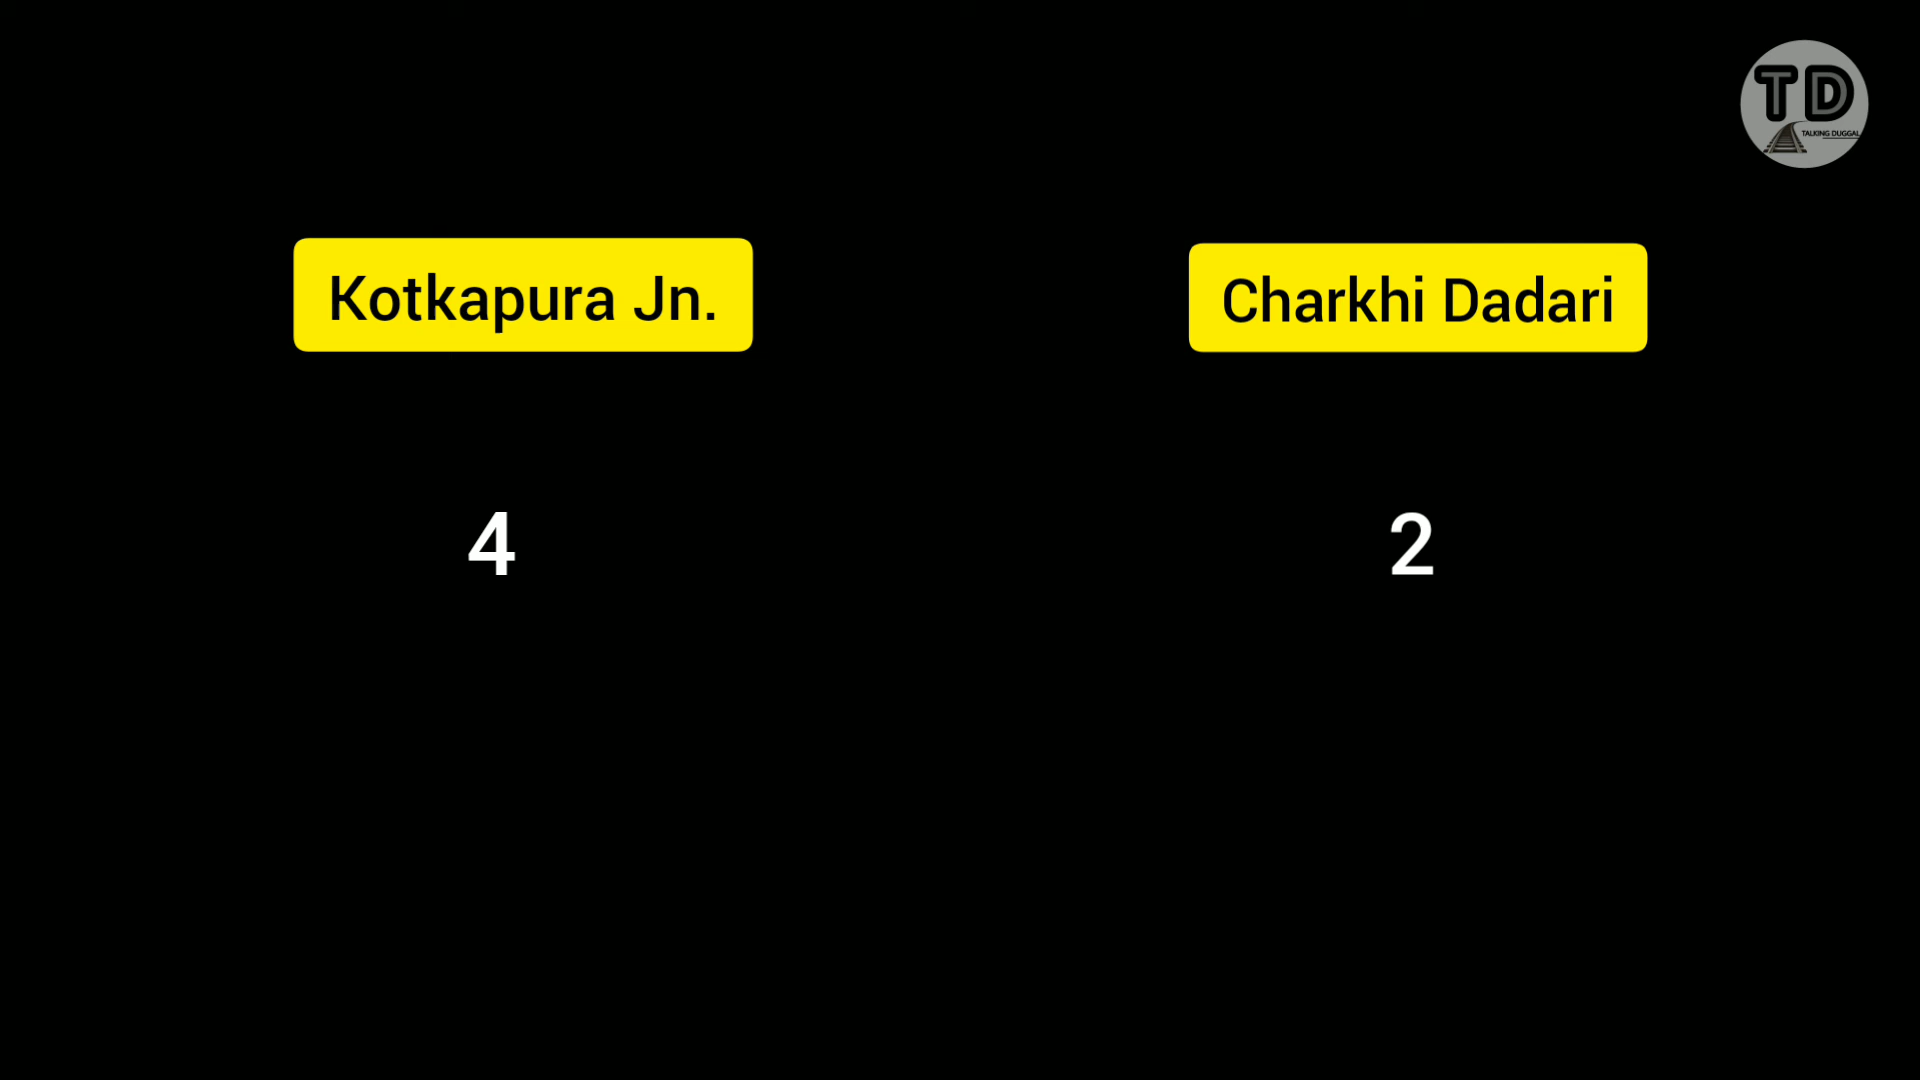 TD
TALKING DUGGAL
Kotkapura Jn.
Charkhi Dadari
4
2